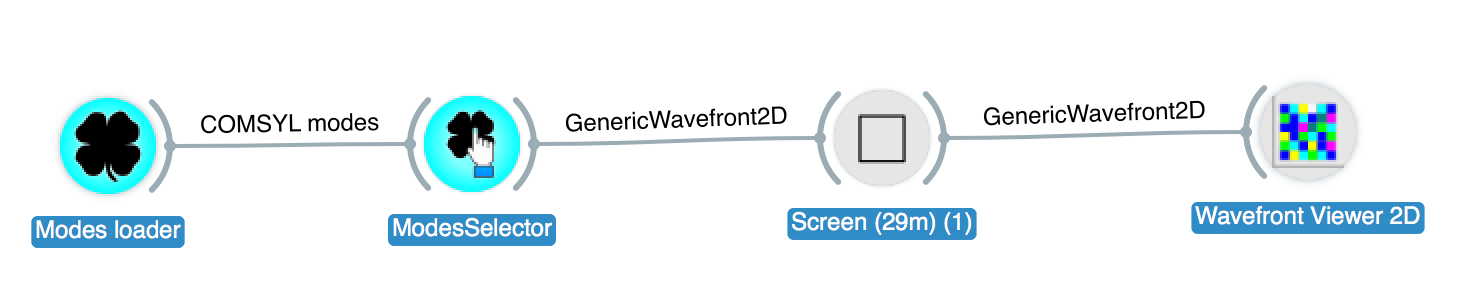 COMSYL modes
GenericWavefront2D
GenericWavefront2D
Modes loader
ModesSelector
Screen (29m) (1)
Wavefront Viewer 2D